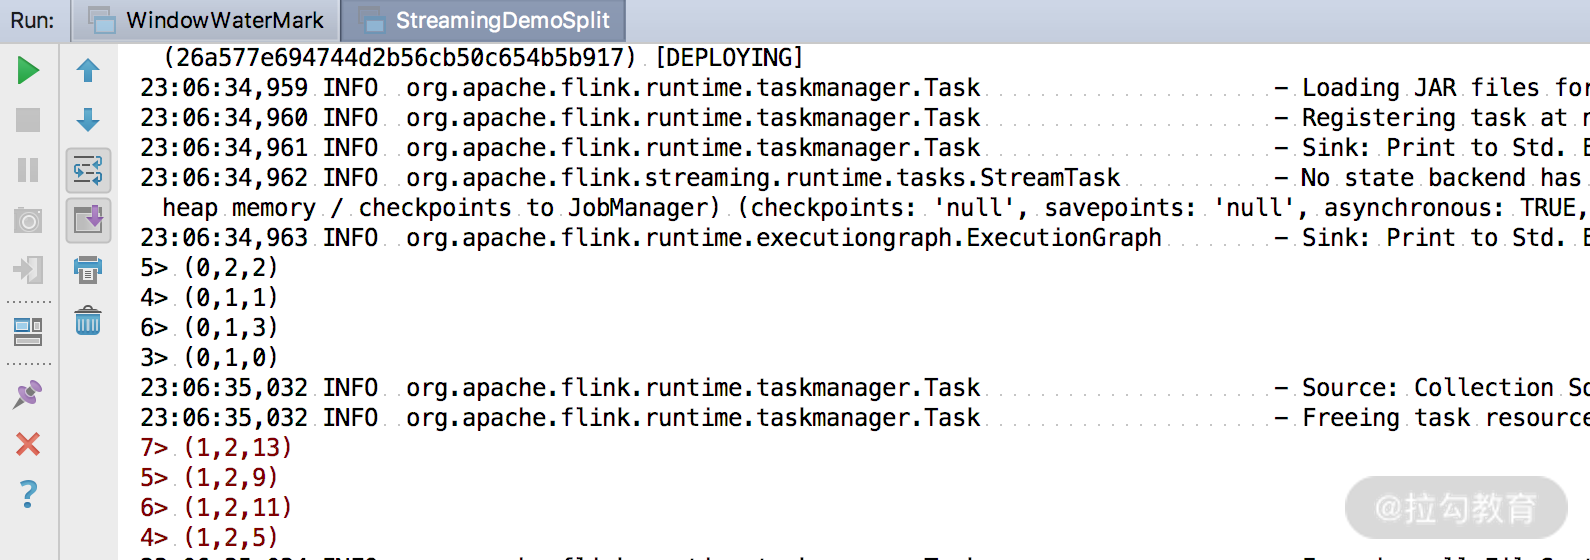 Run: WindowWaterMark StreamingDemoSplit
(26a577e694744d2b56cb50c654b5b917) [DEPLOYING]
23:06:34,959 INFO org.apache.flink.runtime.taskmanager.Task - Loading JAR files for
23:06:34,960 INFO org.apache.flink.runtime.taskmanager.Task - Registering task at
23:06:34,961 INFO org.apache.flink.runtime.taskmanager.Task - Sink: Print to Std.
23:06:34,962 INFO org.apache.flink.streaming.runtime.tasks.StreamTask - No state backend has
heap memory / checkpoints to JobManager) (checkpoints: 'null', savepoints: 'null', asynchronous: TRUE,
23:06:34,963 INFO org.apache.flink.runtime.executiongraph.ExecutionGraph - Sink: Print to Std.
5> (0,2,2)
4> (0,1,1)
6> (0,1,3)
3> (0,1,0)
23:06:35,032 INFO org.apache.flink.runtime.taskmanager.Task - Source: Collection
23:06:35,032 INFO org.apache.flink.runtime.taskmanager.Task - Freeing task resource
7> (1,2,13)
5> (1,2,9)
6> (1,2,11)
4> (1,2,5)
@拉勾教育